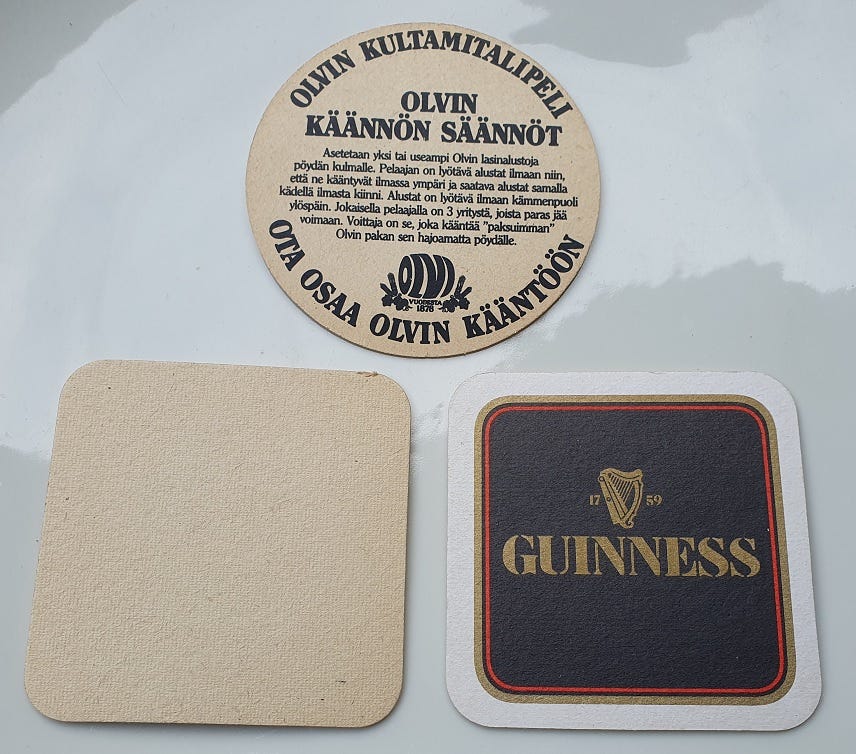 OLVIN KULTAMITALIPELI
OLVIN
KÄÄNNÖN SÄÄNNÖT
Asetetaan yksi tai useampi Olvin lasinalustoja
pöydän kulmalle. Pelaajan on lyötävä alustat ilmaan niin,
että ne kääntyvät ilmassa ympäri ja saatava alustat samalla
kädellä ilmasta kiinni. Alustat on lyötävä ilmaan kämmenpuoli
ylöspäin. Jokaisella pelaajalla on 3 yritystä, joista paras jää
voimaan. Voittaja on se, joka kääntää "paksuimman"
Olvin pakan sen hajoamatta pöydälle.
OLVI
VUODESTA
1878
OTA OSAA OLVIN KÄÄNTÖÖN
17 59
GUINNESS